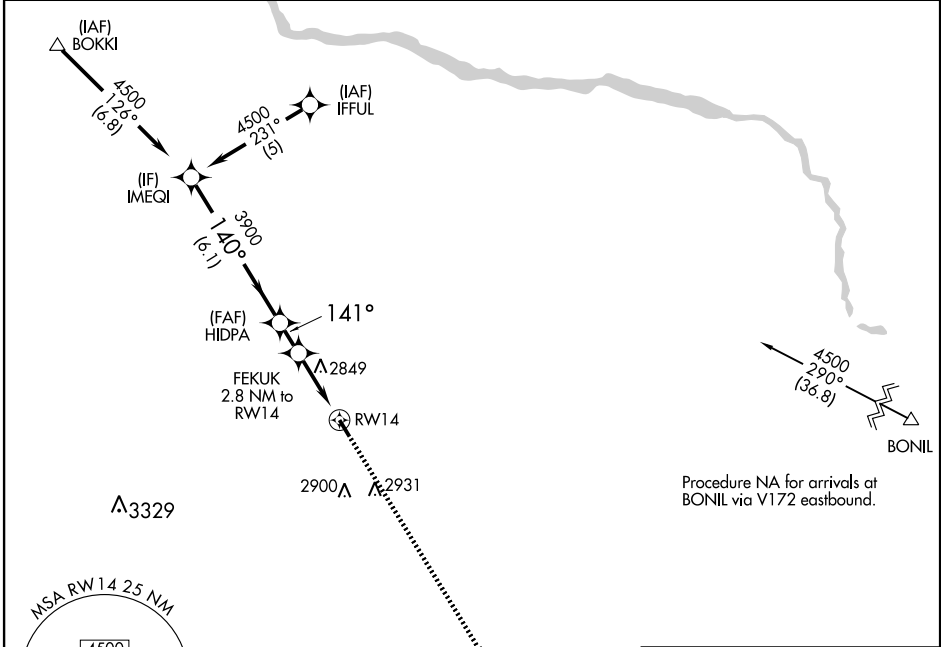 (IAF)
BOKKI
4500
126°
(6.8)
(IAF)
IFFUL
4500
231°
(5)
(IF)
IMEQI
3900
140°
(6.1)
(FAF)
HIDPA
141°
FEKUK
2.8 NM to
RW14
2849
RW14
4500
290°
(36.8)
BONIL
2900
2931
3329
Procedure NA for arrivals at
BONIL via V172 eastbound.
MSA RW14 25 NM
4500